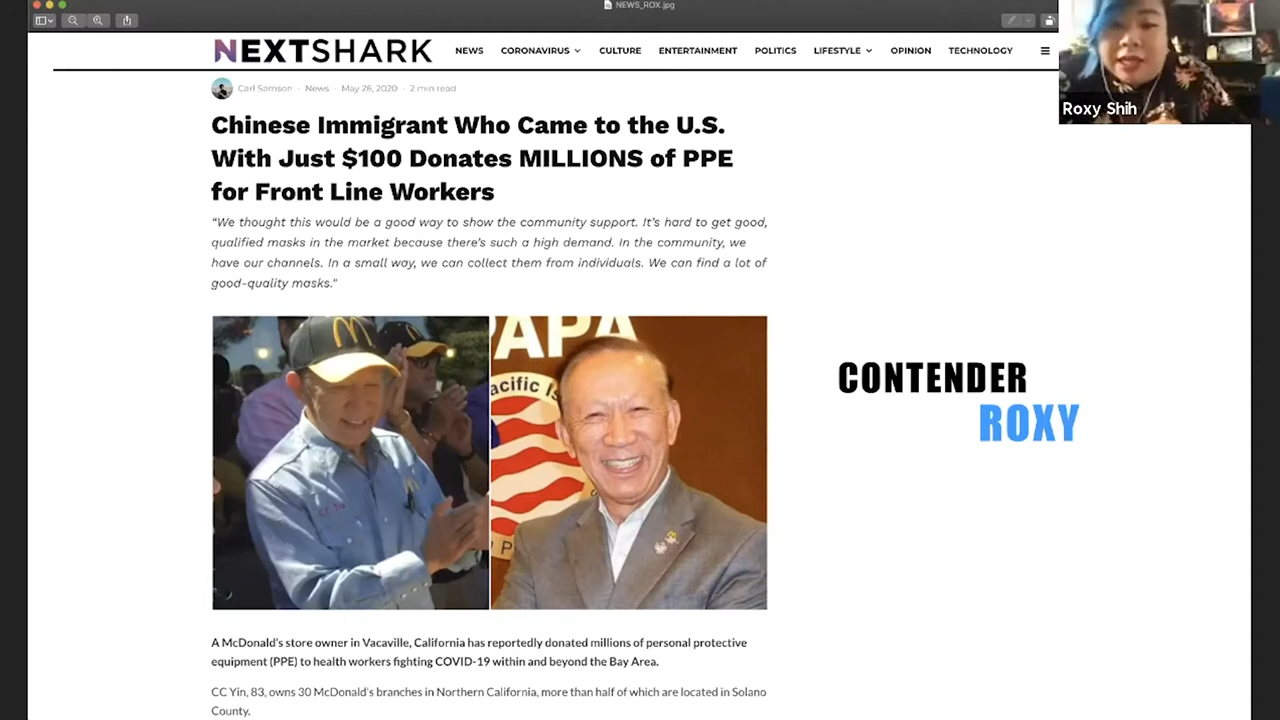 NEWS_ROX.jpg
NEXTSHARK
NEWS CORONAVIRUS CULTURE ENTERTAINMENT POLITICS LIFESTYLE OPINION TECHNOLOGY
Roxy Shih
Carl Samson · News · May 26, 2020 · 2 min read
Chinese Immigrant Who Came to the U.S.
With Just $100 Donates MILLIONS of PPE
for Front Line Workers
“We thought this would be a good way to show the community support. It’s hard to get good,
qualified masks in the market because there’s such a high demand. In the community, we
have our channels. In a small way, we can collect them from individuals. We can find a lot of
good-quality masks.”
APA
acific Is
CC Yin
CONTENDER
ROXY
A McDonald’s store owner in Vacaville, California has reportedly donated millions of personal protective
equipment (PPE) to health workers fighting COVID-19 within and beyond the Bay Area.
CC Yin, 83, owns 30 McDonald’s branches in Northern California, more than half of which are located in Solano
County.